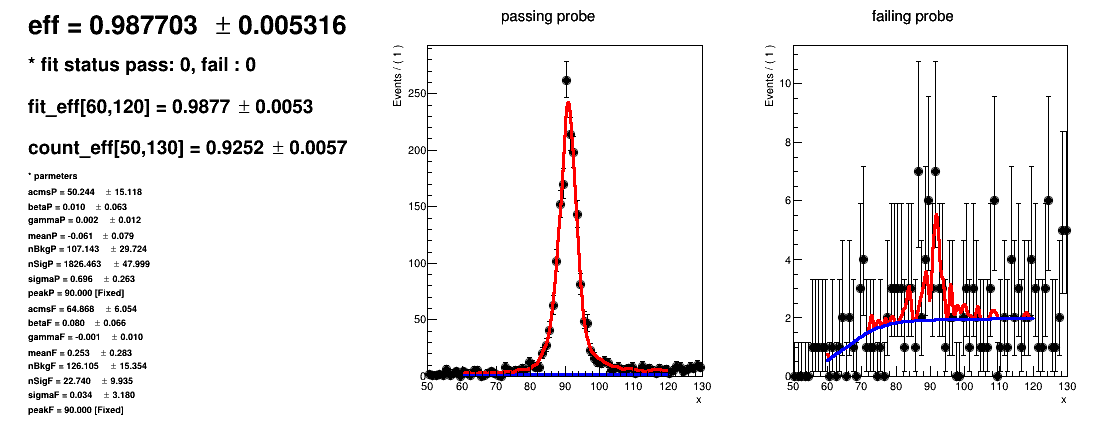 eff = 0.987703 ± 0.005316
* fit status pass: 0, fail : 0
fit_eff[60,120] = 0.9877 ± 0.0053
count_eff[50,130] = 0.9252 ± 0.0057
* parmeters
acmsP = 50.244 ± 15.118
betaP = 0.010 ± 0.063
gammaP = 0.002 ± 0.012
meanP = -0.061 ± 0.079
nBkgP = 107.143 ± 29.724
nSigP = 1826.463 ± 47.999
sigmaP = 0.696 ± 0.263
peakP = 90.000 [Fixed]
acmsF = 64.868 ± 6.054
betaF = 0.080 ± 0.066
gammaF = -0.001 ± 0.010
meanF = 0.253 ± 0.283
nBkgF = 126.105 ± 15.354
nSigF = 22.740 ± 9.935
sigmaF = 0.034 ± 3.180
peakF = 90.000 [Fixed]
passing probe
Events / ( 1 )
250
200
150
100
50
0
50 60 70 80 90 100 110 120 130
x
failing probe
Events / ( 1 )
10
8
6
4
2
0
50 60 70 80 90 100 110 120 130
x